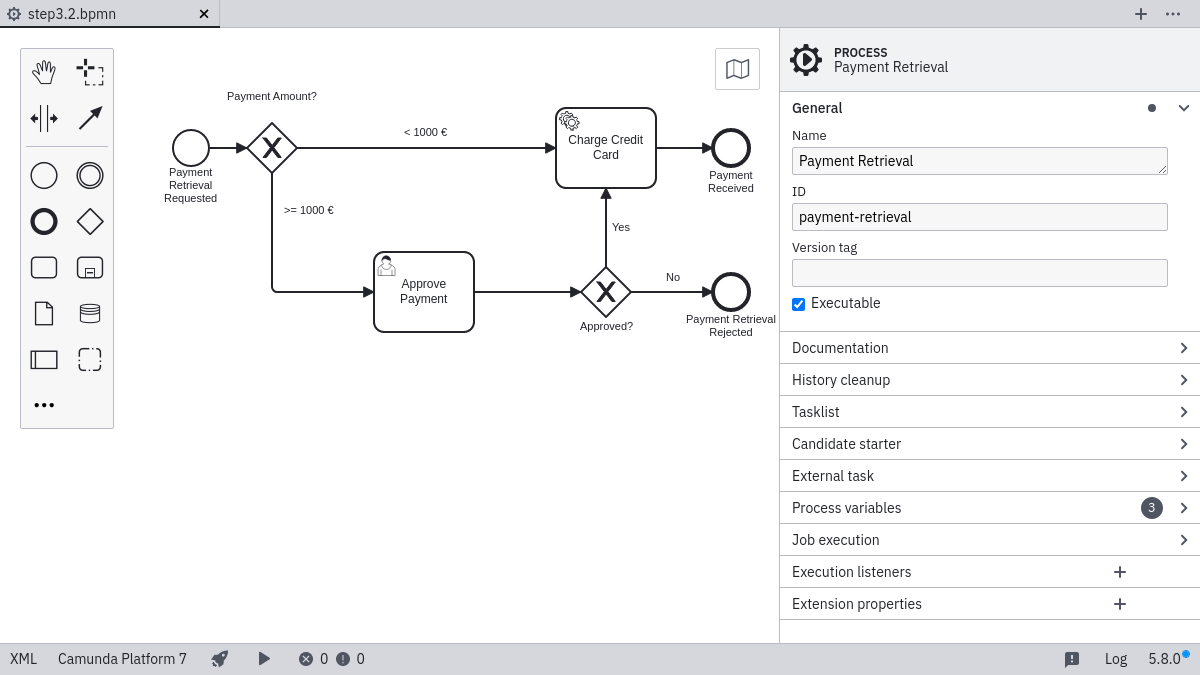 step3.2.bpmn
Payment Amount?
< 1000 €
Charge Credit
Card
Payment
Retrieval
Requested
Payment
Received
>= 1000 €
Yes
Approve
Payment
No
Approved?
Payment Retrieval
Rejected
PROCESS
Payment Retrieval
General
Name
Payment Retrieval
ID
payment-retrieval
Version tag
Executable
Documentation
History cleanup
Tasklist
Candidate starter
External task
Process variables 3
Job execution
Execution listeners
Extension properties
XML Camunda Platform 7 0 0 Log 5.8.0